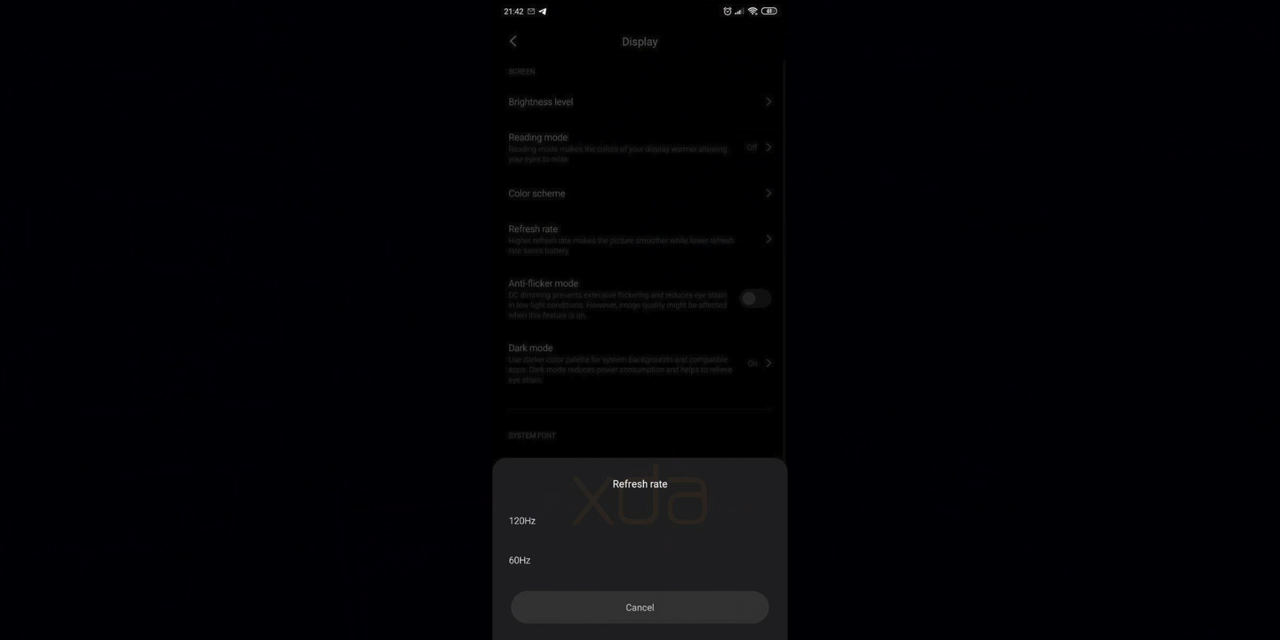 21:42
Display
SCREEN
Brightness level
Reading mode
Reading mode makes the colors of your display warmer allowing
your eyes to relax
Off
Color scheme
Refresh rate
Higher refresh rate makes the picture smoother while lower refresh
rate saves battery
Anti-flicker mode
DC dimming prevents extensive flickering and reduces eye strain
in low-light conditions. However, image quality might be affected
when this feature is on.
Dark mode
Use darker color palette for system backgrounds and compatible
apps. Dark mode reduces power consumption and helps to relieve
eye strain.
On
SYSTEM FONT
xda
Refresh rate
120Hz
60Hz
Cancel